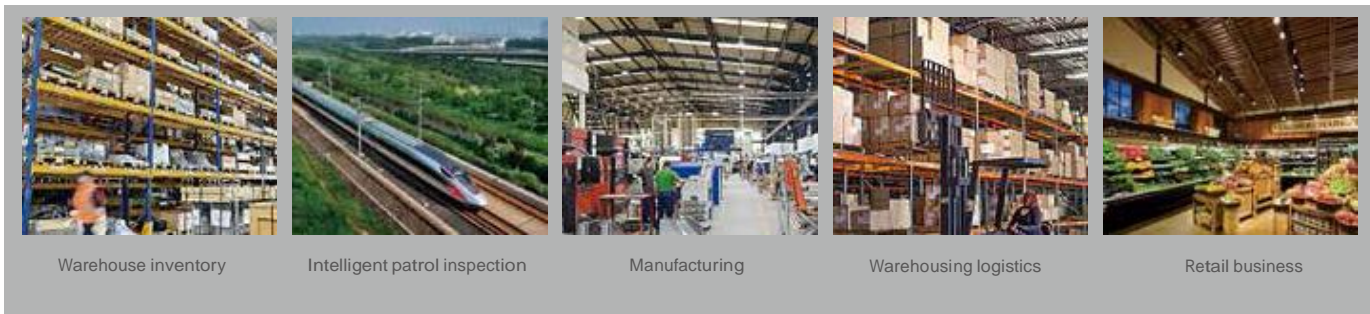 Warehouse inventory
Intelligent patrol inspection
Manufacturing
Warehousing logistics
Retail business